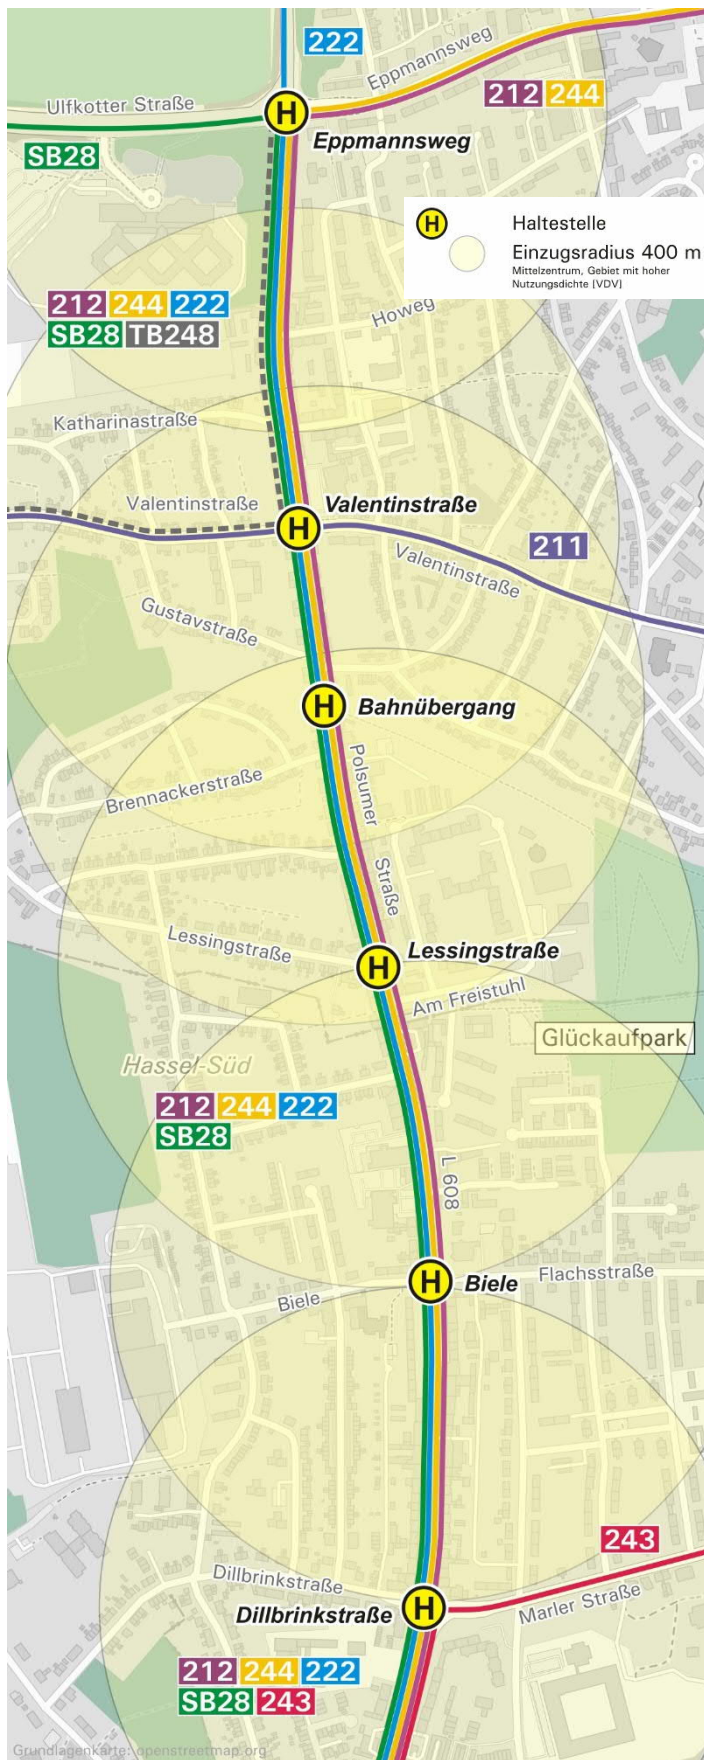 222
Eppmannsweg
Ulfkotter Straße
212 244
H
Eppmannsweg
SB28
H Haltestelle
Einzugsradius 400 m
Mittelzentrum, Gebiet mit hoher
Nutzungsdichte [VDV]
212 244 222
SB28 TB248
Howeg
Katharinastraße
Valentinstraße
Valentinstraße
H
211
Valentinstraße
Gustavstraße
H
Bahnübergang
Polsumer
Straße
Brennackerstraße
Lessingstraße
Lessingstraße
H
Am Freistuhl
Glückaufpark
Hassel-Süd
212 244 222
SB28
L 608
H
Biele
Flachsstraße
Biele
243
Dillbrinkstraße
Dillbrinkstraße
H
Marler Straße
212 244 222
SB28 243
Grundlagenkarte: openstreetmap.org